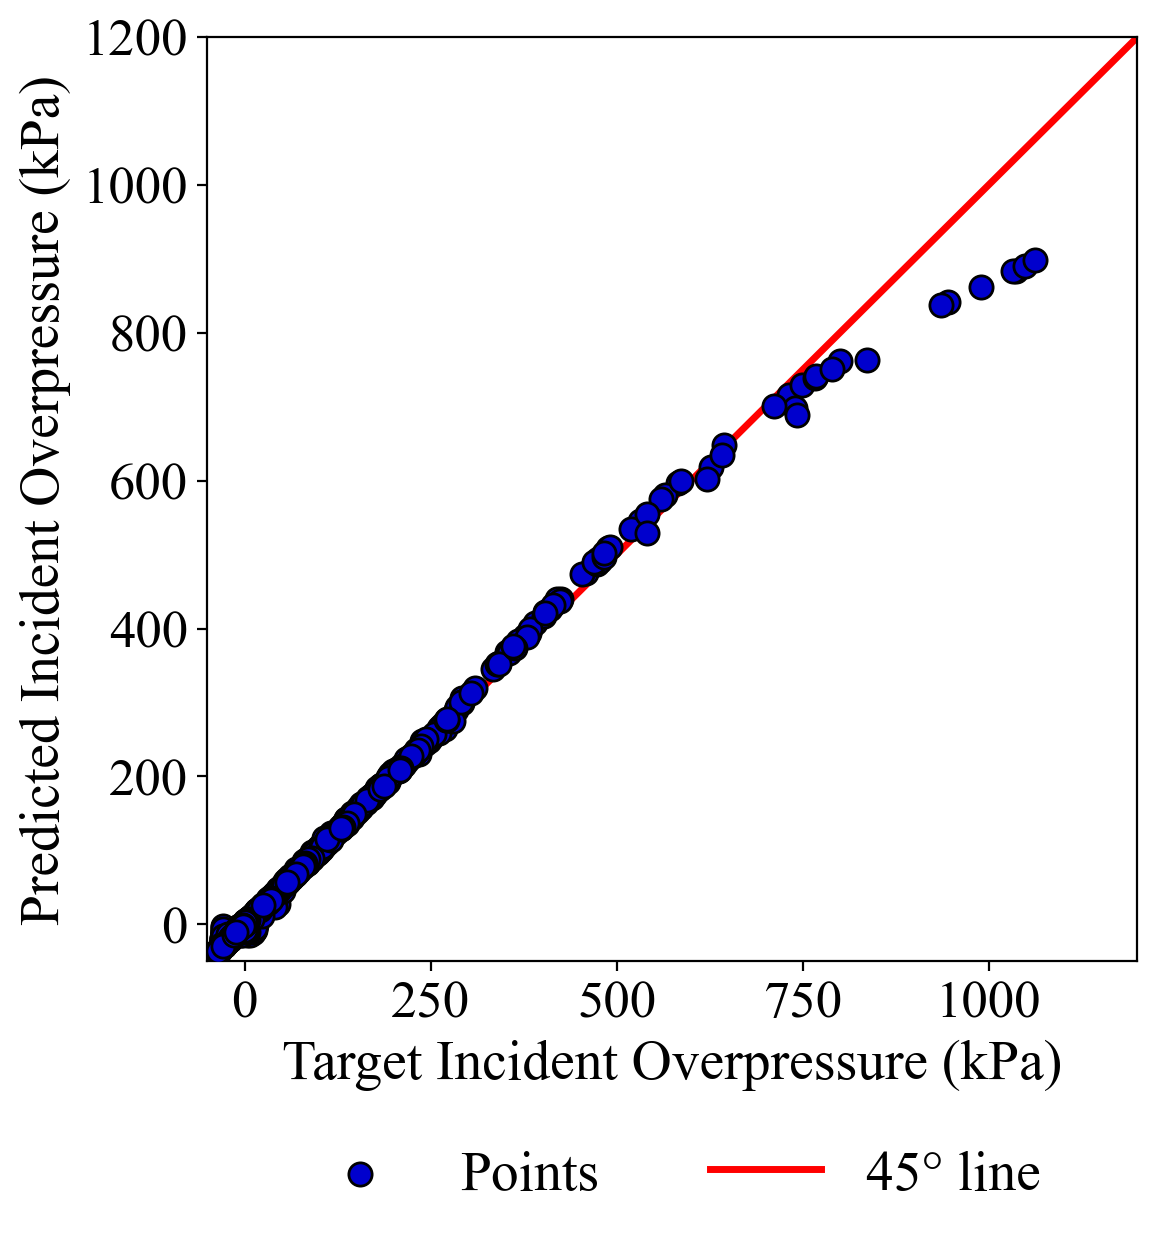 1200
1000
800
600
400
200
0
Predicted Incident Overpressure (kPa)
0 250 500 750 1000
Target Incident Overpressure (kPa)
Points 45° line